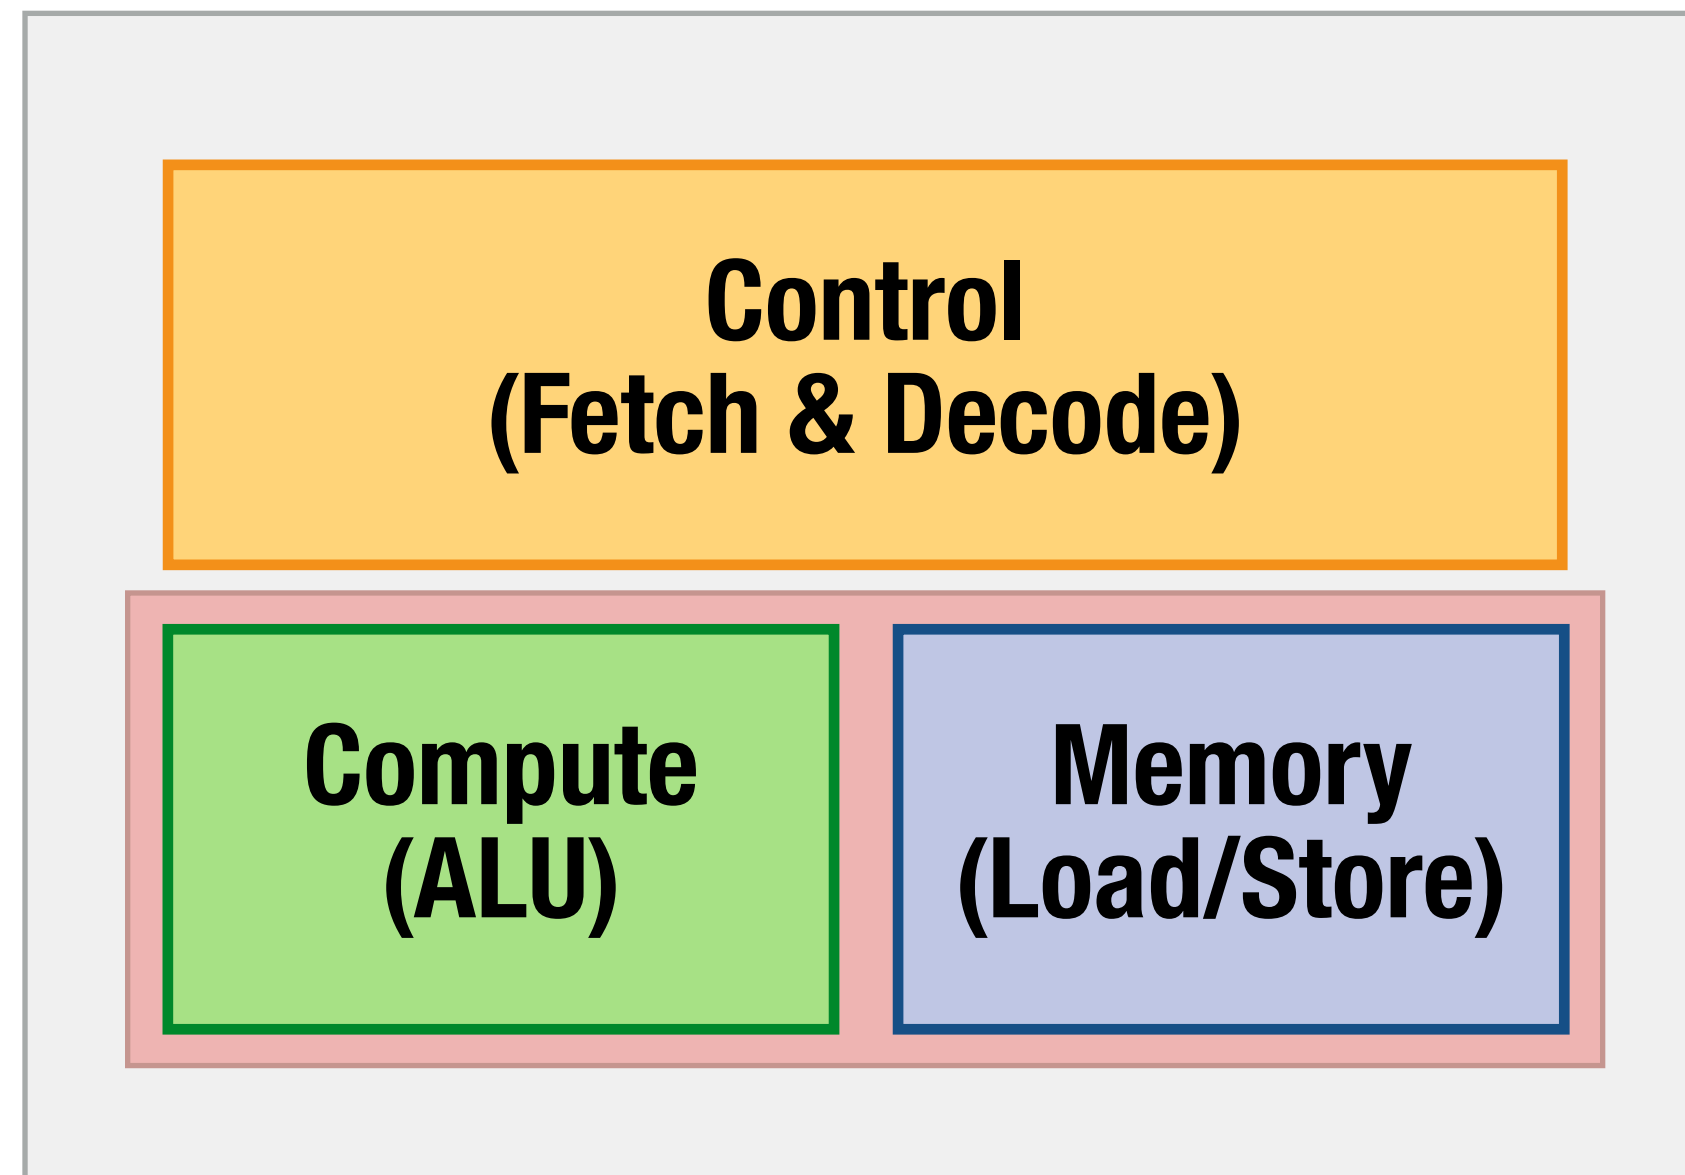 Control
(Fetch & Decode)
Compute
(ALU)
Memory
(Load/Store)